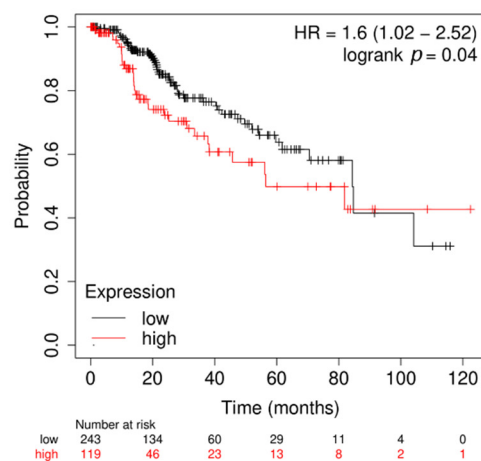 HR = 1.6 (1.02 − 2.52)
logrank p = 0.04
1.0
0.8
0.6
0.4
0.2
0.0
Probability
Expression
low
high
0 20 40 60 80 100 120
Time (months)
Number at risk
low 243 134 60 29 11 4 0
high 119 46 23 13 8 2 1